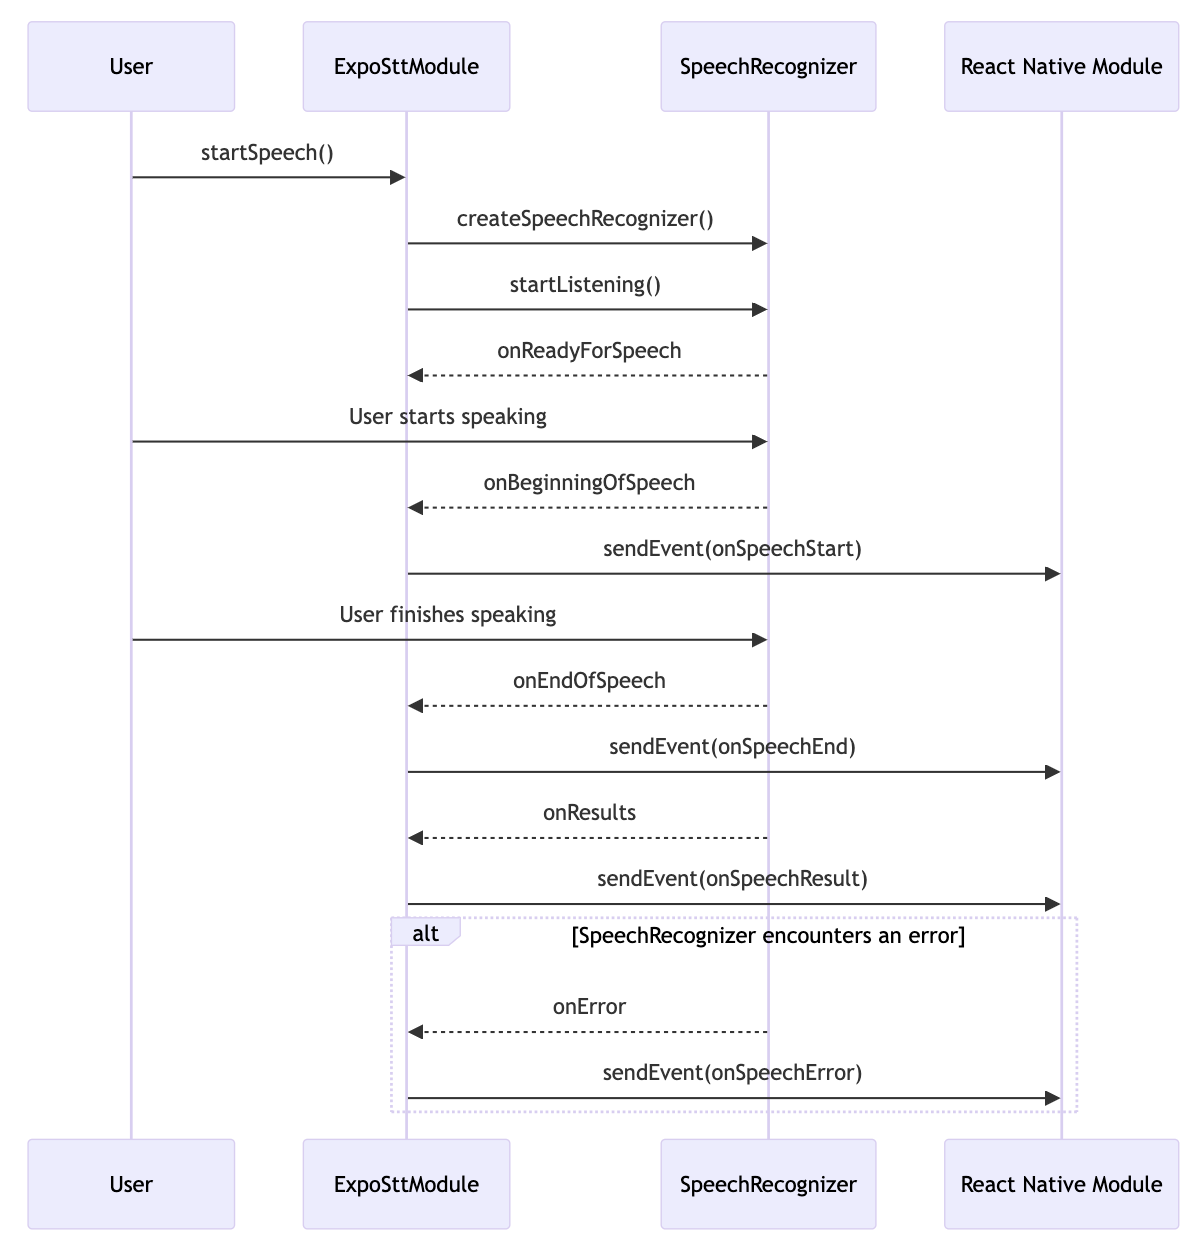 User
ExpoSttModule
SpeechRecognizer
React Native Module
startSpeech()
createSpeechRecognizer()
startListening()
onReadyForSpeech
User starts speaking
onBeginningOfSpeech
sendEvent(onSpeechStart)
User finishes speaking
onEndOfSpeech
sendEvent(onSpeechEnd)
onResults
sendEvent(onSpeechResult)
alt
[SpeechRecognizer encounters an error]
onError
sendEvent(onSpeechError)
User
ExpoSttModule
SpeechRecognizer
React Native Module